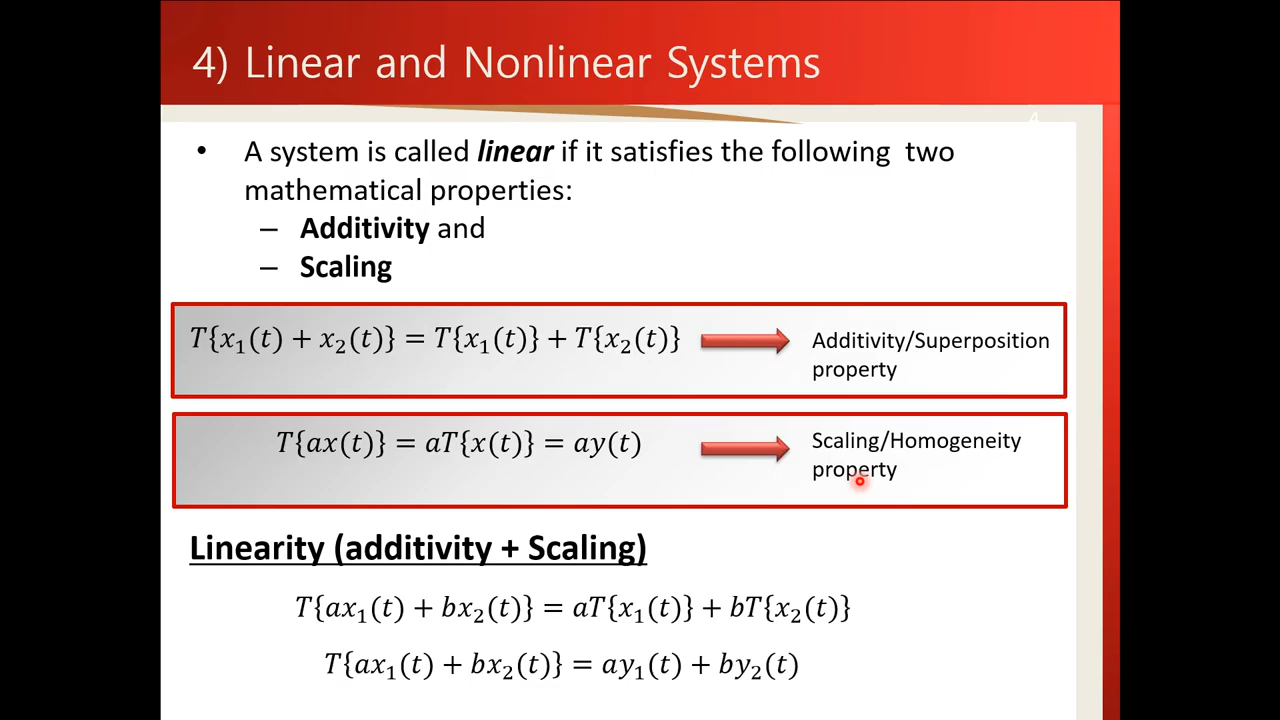 4) Linear and Nonlinear Systems
4
• A system is called linear if it satisfies the following two
mathematical properties:
– Additivity and
– Scaling
T{x₁(t) + x₂(t)} = T{x₁(t)} + T{x₂(t)}
Additivity/Superposition
property
T{ax(t)} = aT{x(t)} = ay(t)
Scaling/Homogeneity
property
Linearity (additivity + Scaling)
T{ax₁(t) + bx₂(t)} = aT{x₁(t)} + bT{x₂(t)}
T{ax₁(t) + bx₂(t)} = ay₁(t) + by₂(t)